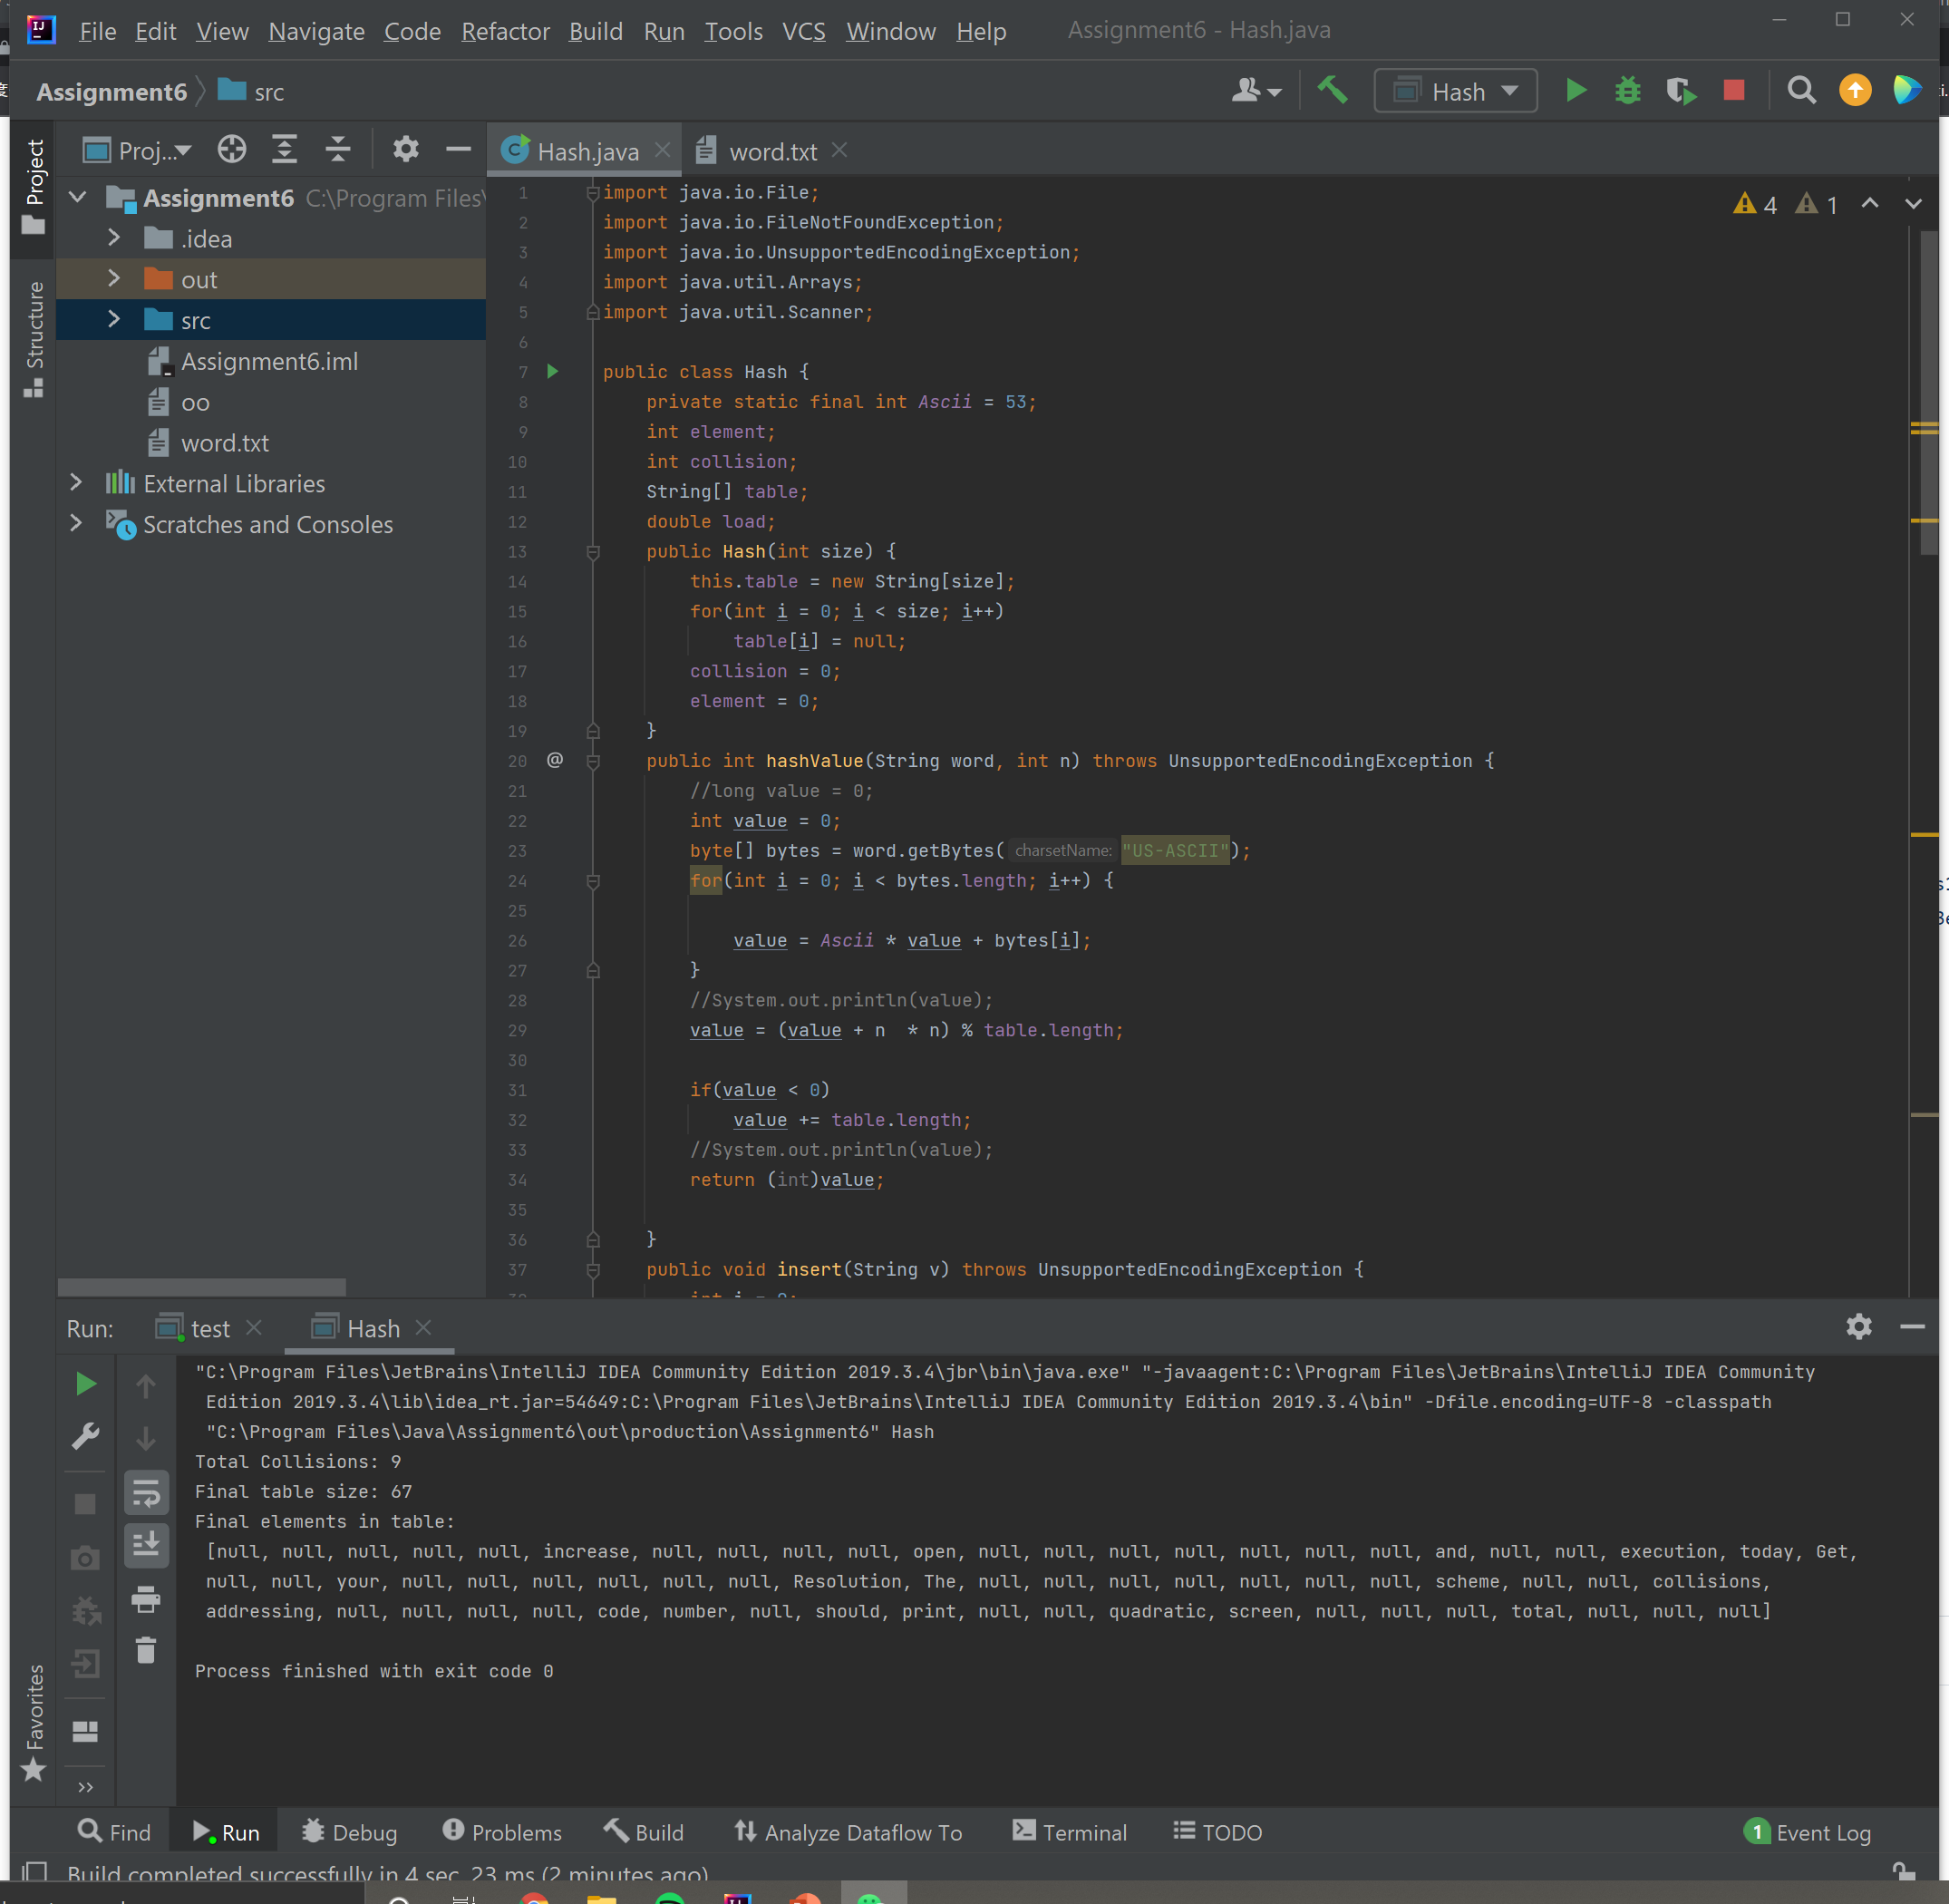 File Edit View Navigate Code Refactor Build Run Tools VCS Window Help Assignment6 - Hash.java
Assignment6 src Hash
Project
Structure
Favorites
Proj...
Assignment6 C:\Program Files\
.idea
out
src
Assignment6.iml
oo
word.txt
External Libraries
Scratches and Consoles
Hash.java word.txt
4 1
1 import java.io.File;
2 import java.io.FileNotFoundException;
3 import java.io.UnsupportedEncodingException;
4 import java.util.Arrays;
5 import java.util.Scanner;
6
7 public class Hash {
8 private static final int Ascii = 53;
9 int element;
10 int collision;
11 String[] table;
12 double load;
13 public Hash(int size) {
14 this.table = new String[size];
15 for(int i = 0; i < size; i++)
16 table[i] = null;
17 collision = 0;
18 element = 0;
19 }
20 @ public int hashValue(String word, int n) throws UnsupportedEncodingException {
21 //long value = 0;
22 int value = 0;
23 byte[] bytes = word.getBytes( charsetName: "US-ASCII");
24 for(int i = 0; i < bytes.length; i++) {
25
26 value = Ascii * value + bytes[i];
27 }
28 //System.out.println(value);
29 value = (value + n  * n) % table.length;
30
31 if(value < 0)
32 value += table.length;
33 //System.out.println(value);
34 return (int)value;
35
36 }
37 public void insert(String v) throws UnsupportedEncodingException {
Run: test Hash
"C:\Program Files\JetBrains\IntelliJ IDEA Community Edition 2019.3.4\jbr\bin\java.exe" "-javaagent:C:\Program Files\JetBrains\IntelliJ IDEA Community
Edition 2019.3.4\lib\idea_rt.jar=54649:C:\Program Files\JetBrains\IntelliJ IDEA Community Edition 2019.3.4\bin" -Dfile.encoding=UTF-8 -classpath
"C:\Program Files\Java\Assignment6\out\production\Assignment6" Hash
Total Collisions: 9
Final table size: 67
Final elements in table:
[null, null, null, null, null, increase, null, null, null, null, open, null, null, null, null, null, null, null, and, null, null, execution, today, Get,
null, null, your, null, null, null, null, null, null, Resolution, The, null, null, null, null, null, null, null, scheme, null, null, collisions,
addressing, null, null, null, null, code, number, null, should, print, null, null, quadratic, screen, null, null, null, total, null, null, null]
Process finished with exit code 0
Find Run Debug Problems Build Analyze Dataflow To Terminal TODO 1 Event Log
Build completed successfully in 4 sec, 23 ms (2 minutes ago)